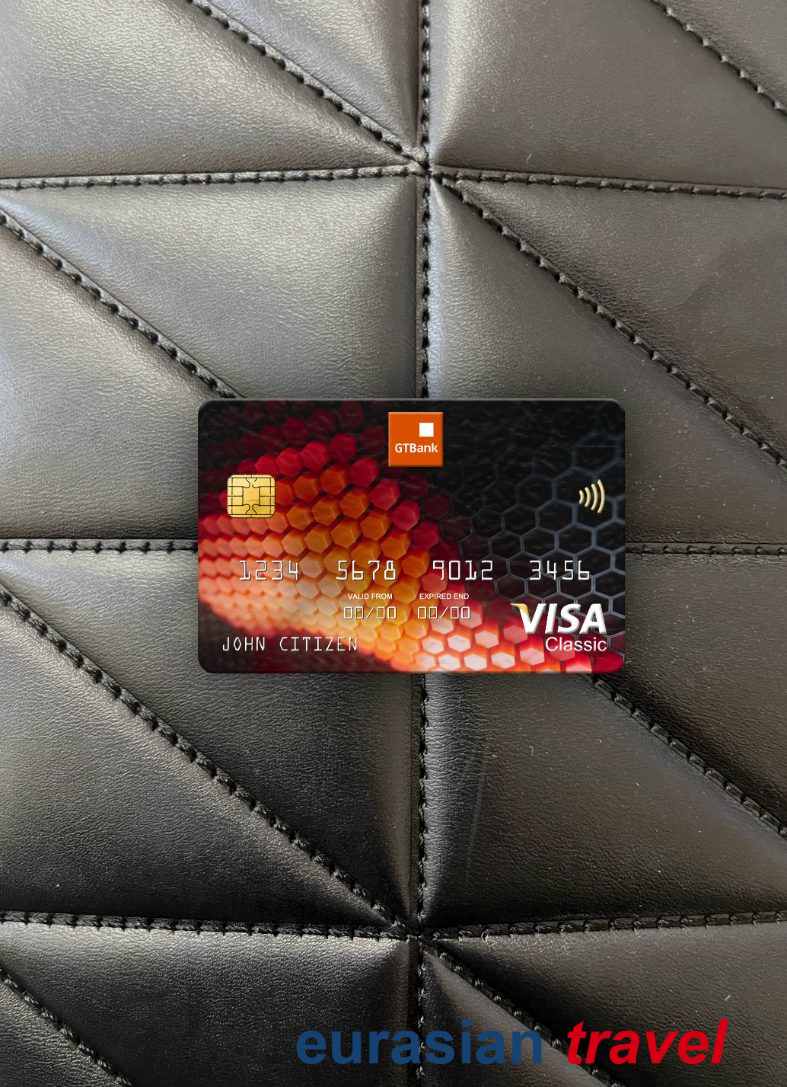 GTBank
1234 5678 9012 3456
VALID FROM EXPIRED END
00/00 00/00
VISA
JOHN CITIZEN
Classic
eurasian travel